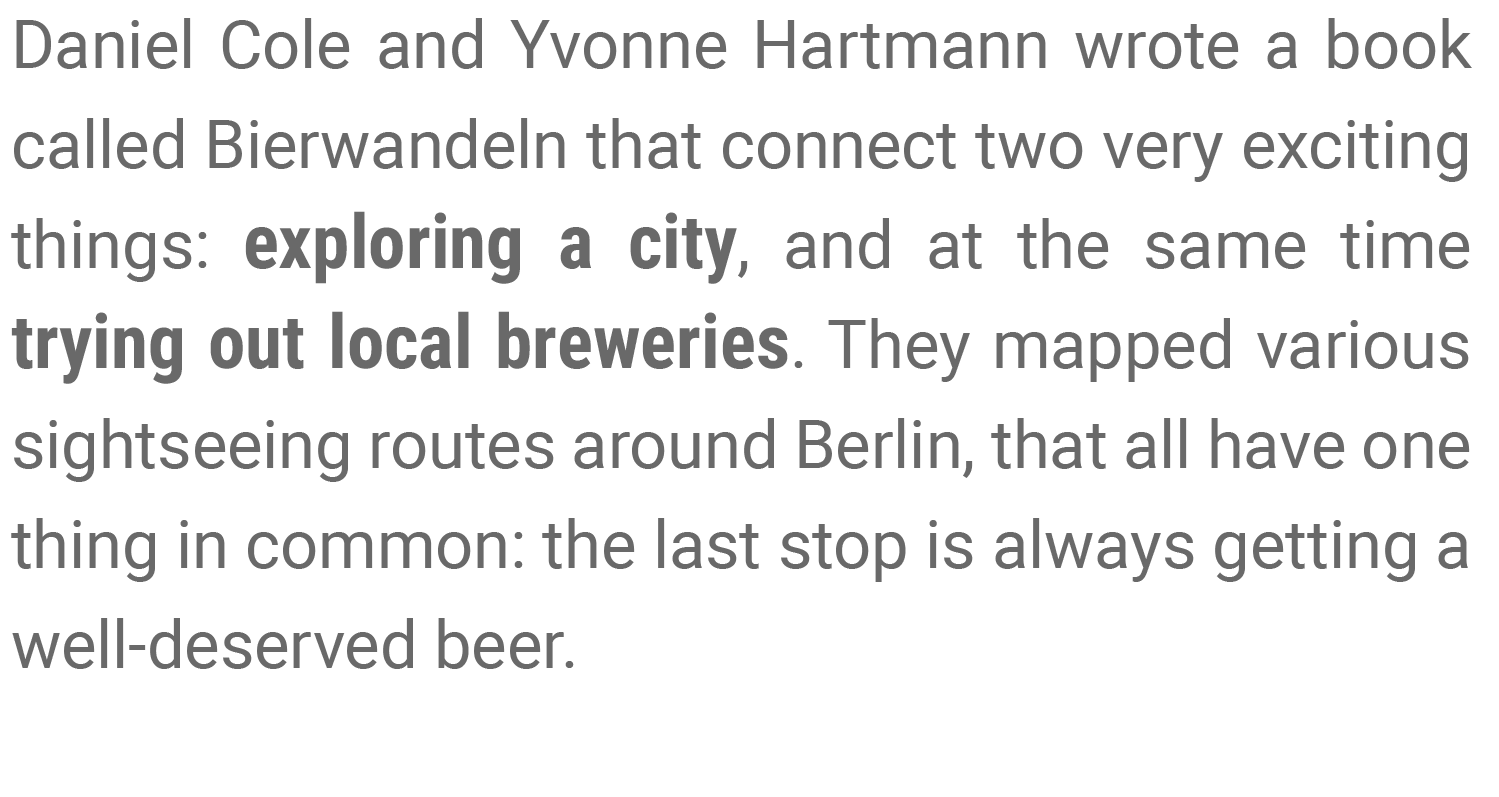 Daniel Cole and Yvonne Hartmann wrote a book
called Bierwandeln that connect two very exciting
things: exploring a city, and at the same time
trying out local breweries. They mapped various
sightseeing routes around Berlin, that all have one
thing in common: the last stop is always getting a
well-deserved beer.